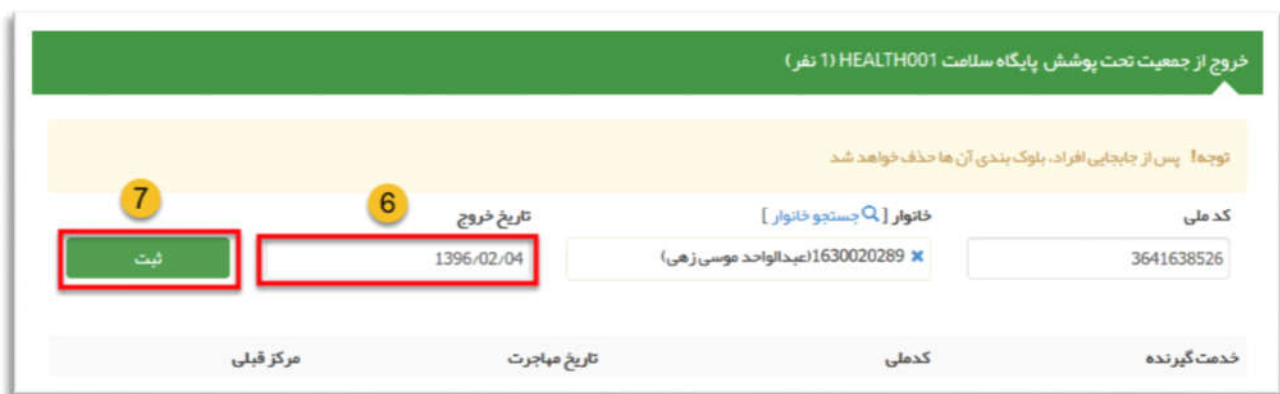 خروج از جمعیت تحت پوشش پایگاه سلامت HEALTH001 (1 نفر)
توجه! پس از جابجایی افراد، بلوک بندی آن ها حذف خواهد شد
کد ملی
خانوار [جستجو خانوار]
تاریخ خروج
6
7
3641638526
1630020289(عبدالواحد موسی زهی)
1396/02/04
ثبت
خدمت گیرنده کدملی تاریخ مهاجرت مرکز قبلی